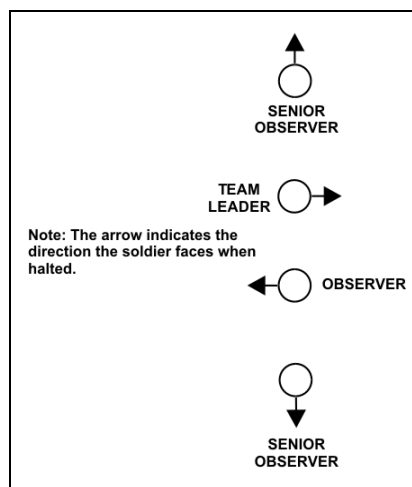 SENIOR
OBSERVER
TEAM
LEADER
Note: The arrow indicates the
direction the soldier faces when
halted.
OBSERVER
SENIOR
OBSERVER